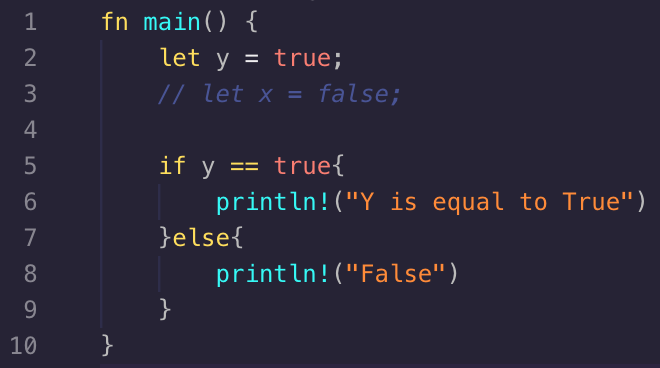 1 fn main() {
2 let y = true;
3 // let x = false;
4
5 if y == true{
6 println!("Y is equal to True")
7 }else{
8 println!("False")
9 }
10 }